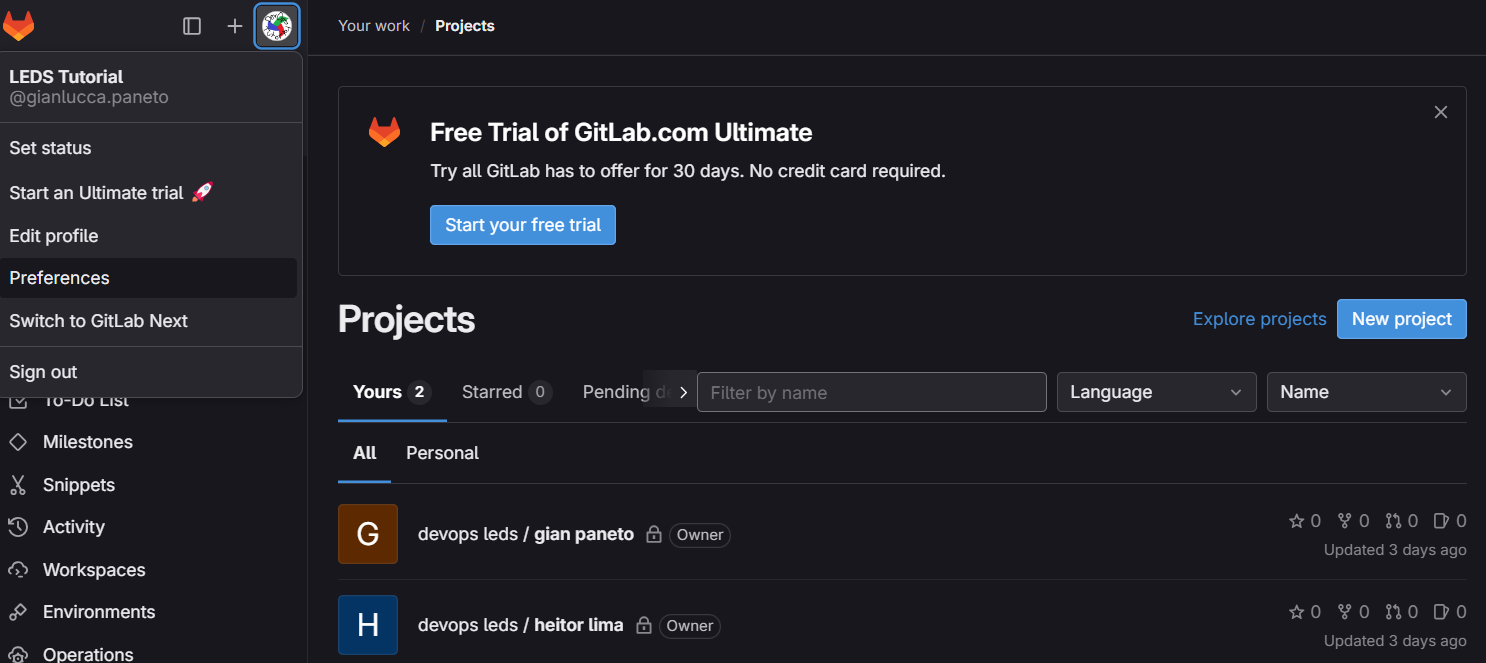 Your work / Projects
LEDS Tutorial
@gianlucca.paneto
Set status
Start an Ultimate trial 🚀
Edit profile
Preferences
Switch to GitLab Next
Sign out
To-Do List
Milestones
Snippets
Activity
Workspaces
Environments
Operations
Free Trial of GitLab.com Ultimate
Try all GitLab has to offer for 30 days. No credit card required.
Start your free trial
Projects
Explore projects New project
Yours 2 Starred 0 Pending de Filter by name Language Name
All Personal
G devops leds / gian paneto Owner 0 0 0 0
Updated 3 days ago
H devops leds / heitor lima Owner 0 0 0 0
Updated 3 days ago